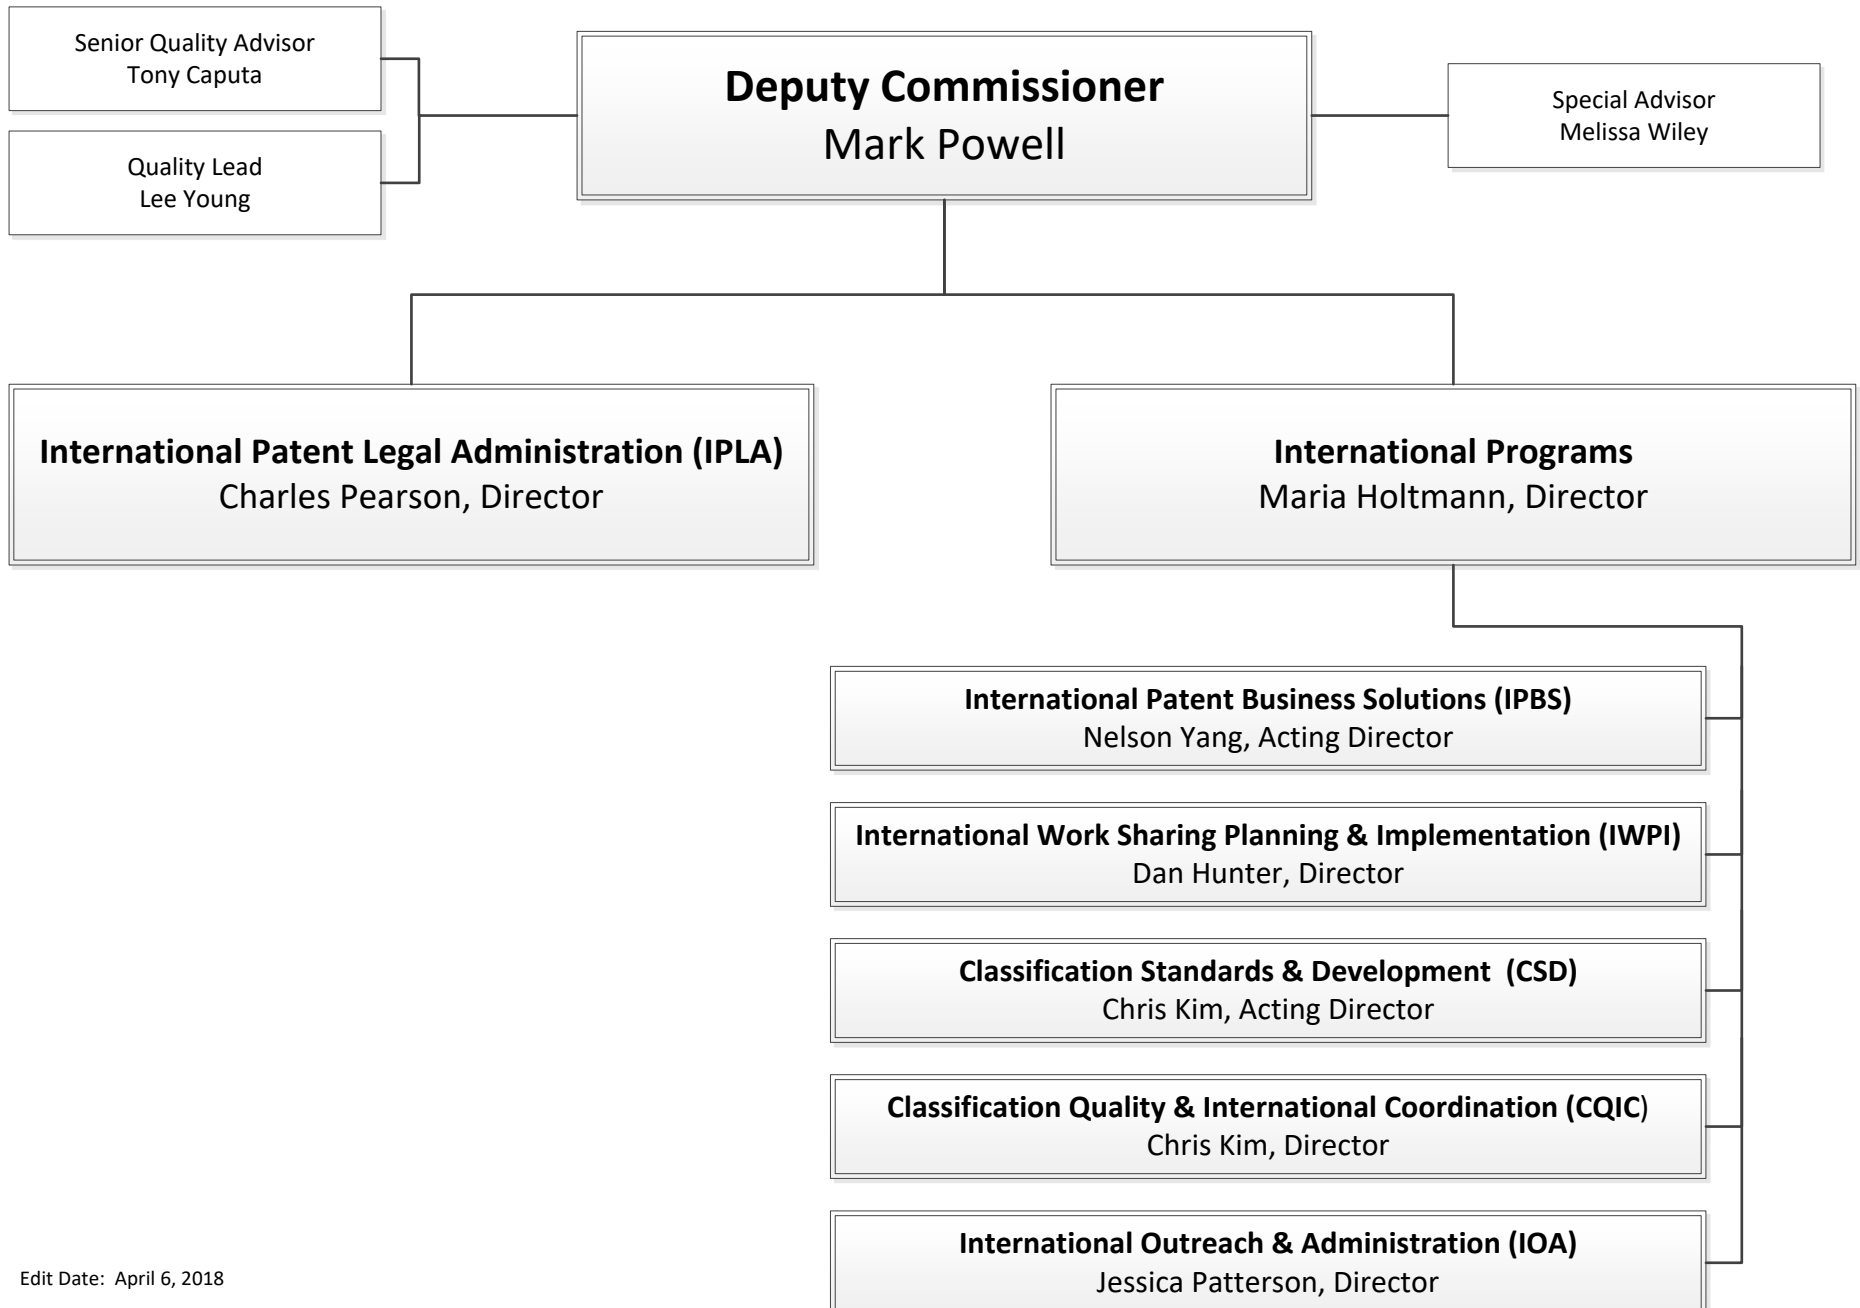 Senior Quality Advisor
Tony Caputa
Quality Lead
Lee Young
Deputy Commissioner
Mark Powell
Special Advisor
Melissa Wiley
International Patent Legal Administration (IPLA)
Charles Pearson, Director
International Programs
Maria Holtmann, Director
International Patent Business Solutions (IPBS)
Nelson Yang, Acting Director
International Work Sharing Planning & Implementation (IWPI)
Dan Hunter, Director
Classification Standards & Development  (CSD)
Chris Kim, Acting Director
Classification Quality & International Coordination (CQIC)
Chris Kim, Director
International Outreach & Administration (IOA)
Jessica Patterson, Director
Edit Date:  April 6, 2018